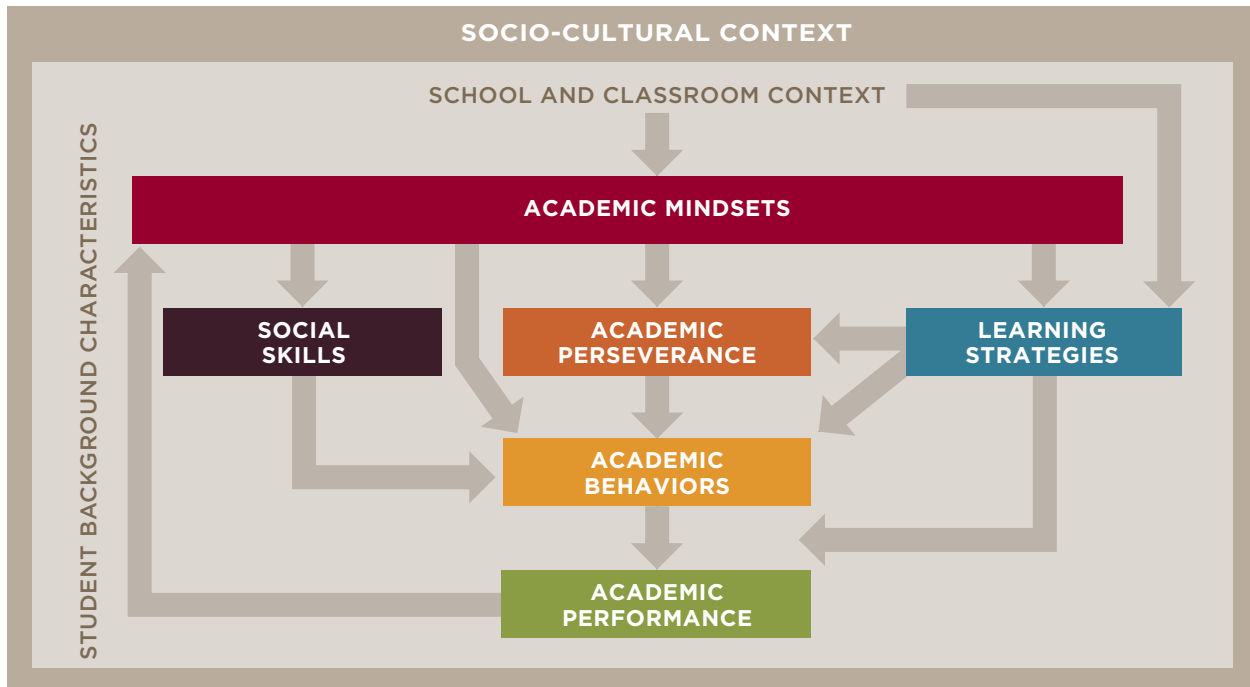 SOCIO-CULTURAL CONTEXT
SCHOOL AND CLASSROOM CONTEXT
STUDENT BACKGROUND CHARACTERISTICS
ACADEMIC MINDSETS
SOCIAL
SKILLS
ACADEMIC
PERSEVERANCE
LEARNING
STRATEGIES
ACADEMIC
BEHAVIORS
ACADEMIC
PERFORMANCE